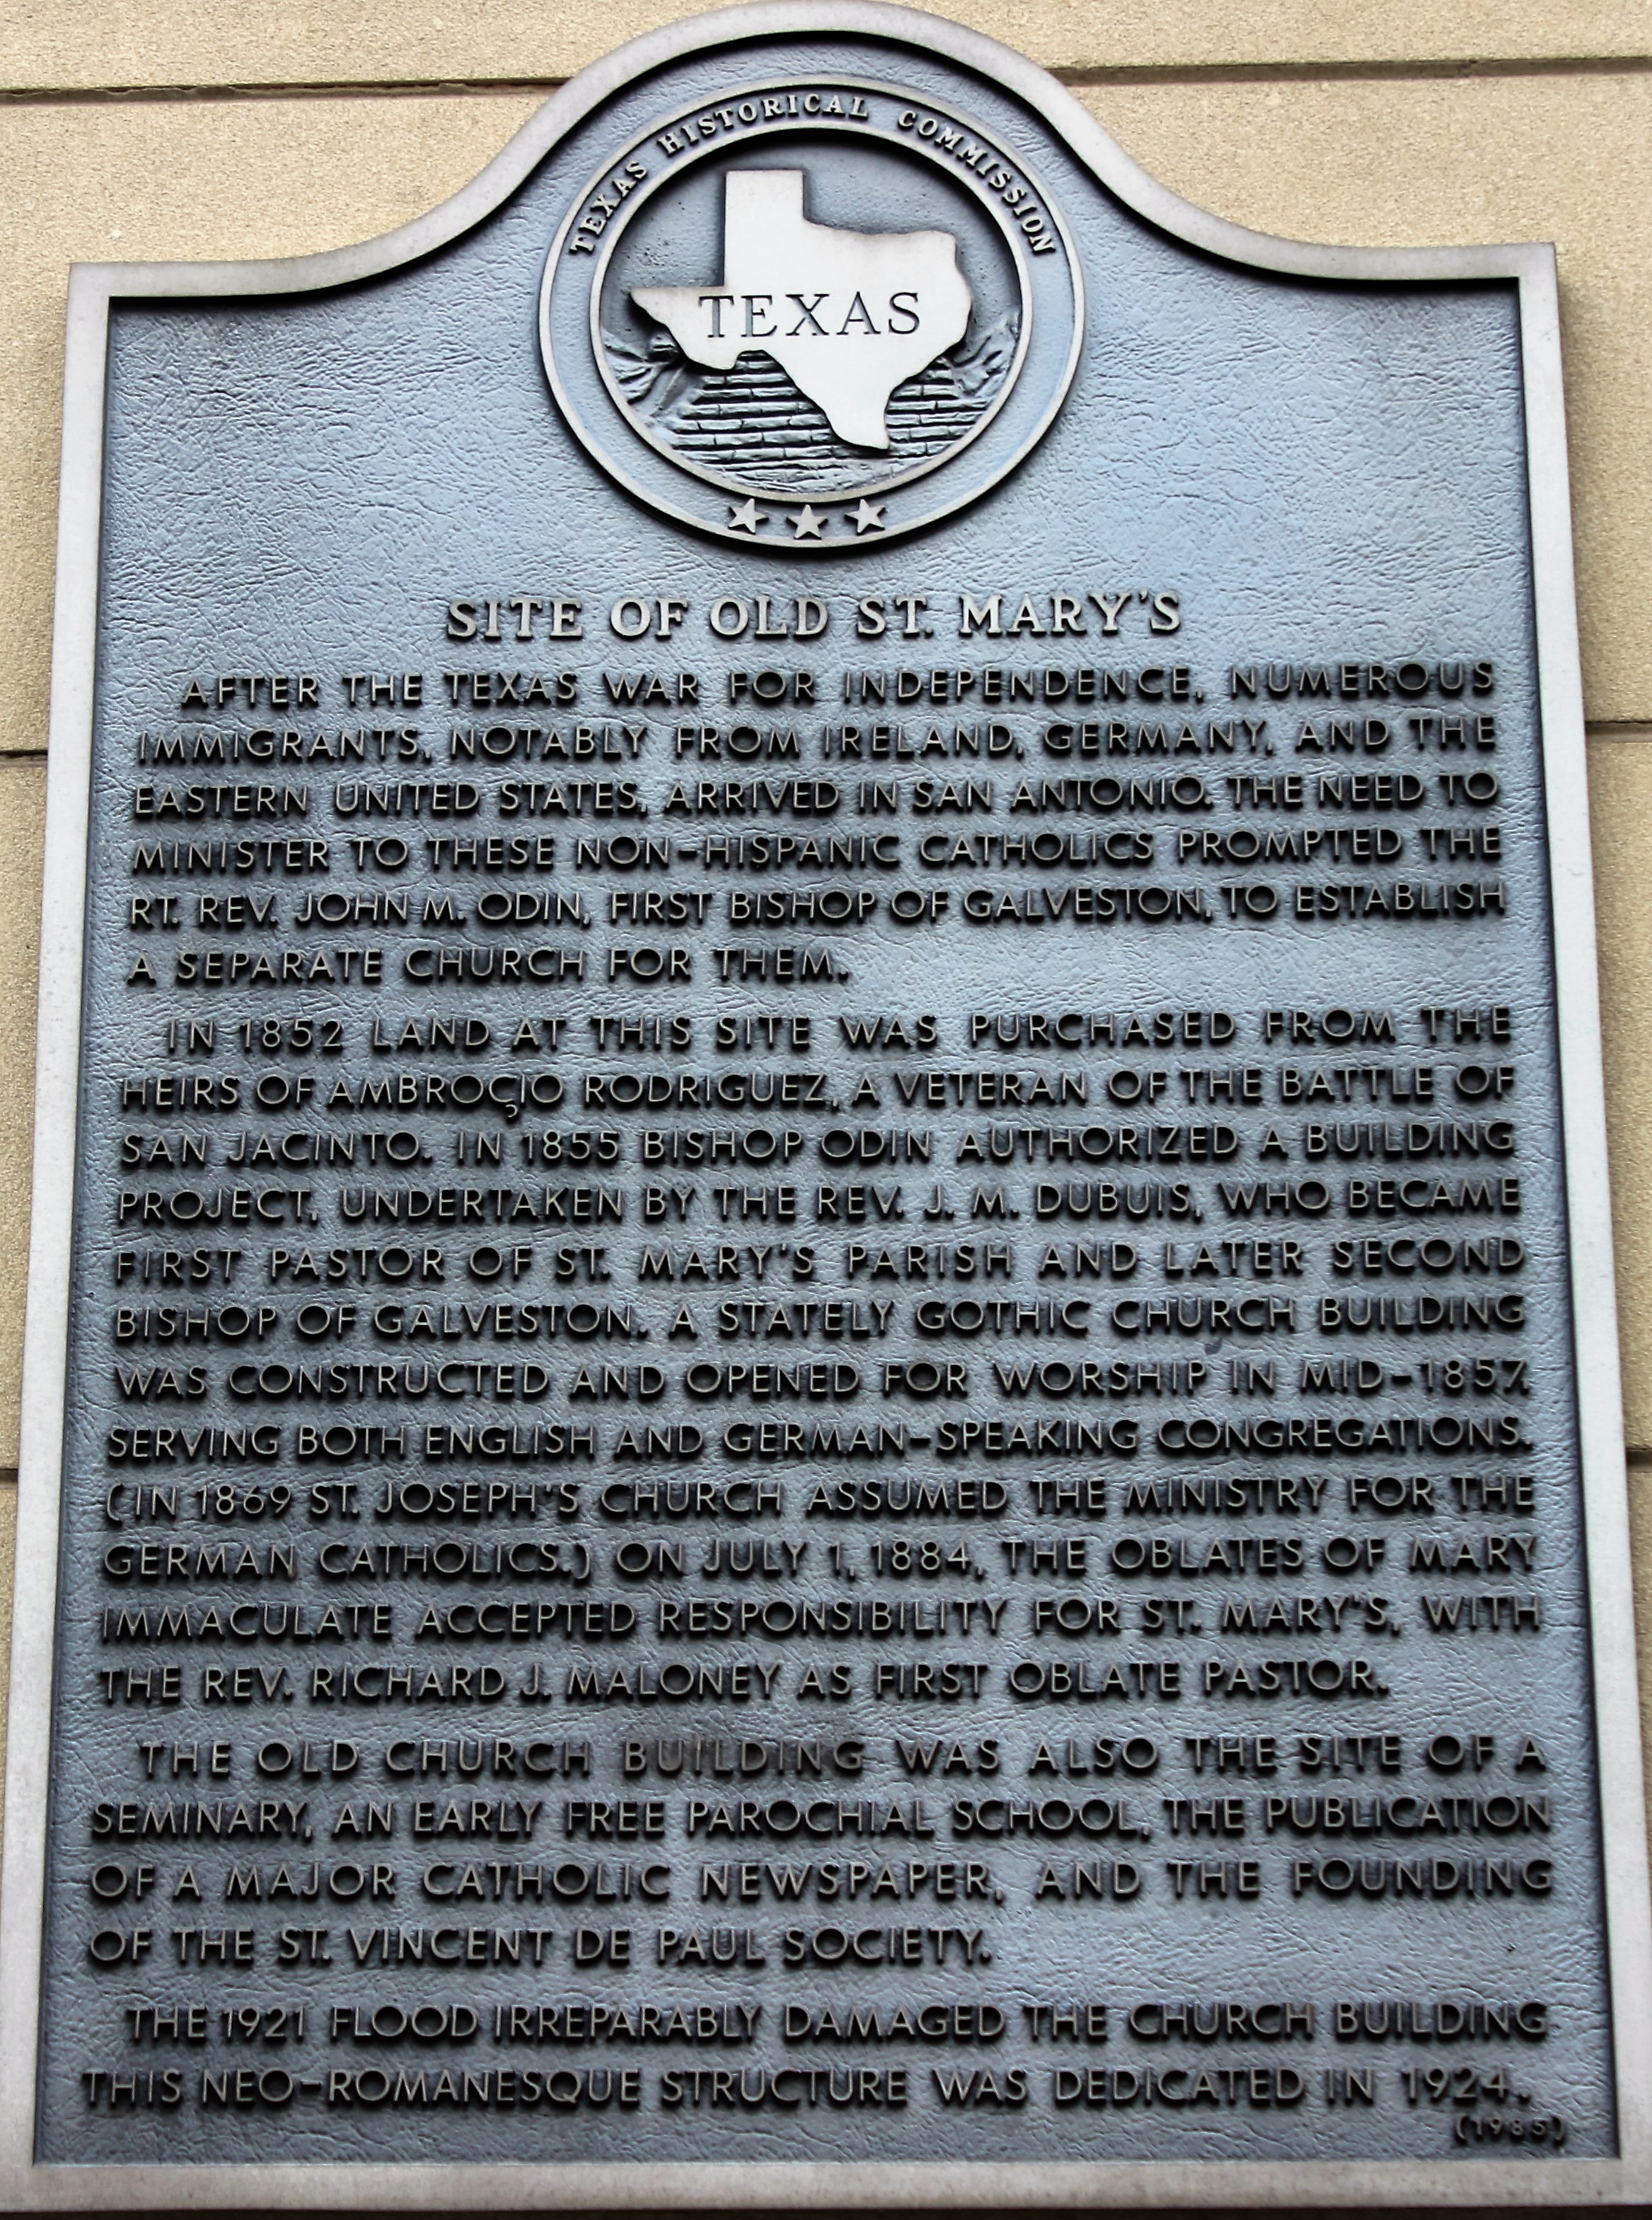 TEXAS HISTORICAL COMMISSION
TEXAS
SITE OF OLD ST. MARY'S
AFTER THE TEXAS WAR FOR INDEPENDENCE, NUMEROUS
IMMIGRANTS, NOTABLY FROM IRELAND, GERMANY, AND THE
EASTERN UNITED STATES, ARRIVED IN SAN ANTONIO. THE NEED TO
MINISTER TO THESE NON-HISPANIC CATHOLICS PROMPTED THE
RT. REV. JOHN M. ODIN, FIRST BISHOP OF GALVESTON, TO ESTABLISH
A SEPARATE CHURCH FOR THEM.
IN 1852 LAND AT THIS SITE WAS PURCHASED FROM THE
HEIRS OF AMBROÇIO RODRIGUEZ, A VETERAN OF THE BATTLE OF
SAN JACINTO. IN 1855 BISHOP ODIN AUTHORIZED A BUILDING
PROJECT, UNDERTAKEN BY THE REV. J. M. DUBUIS, WHO BECAME
FIRST PASTOR OF ST. MARY'S PARISH AND LATER SECOND
BISHOP OF GALVESTON. A STATELY GOTHIC CHURCH BUILDING
WAS CONSTRUCTED AND OPENED FOR WORSHIP IN MID-1857,
SERVING BOTH ENGLISH AND GERMAN-SPEAKING CONGREGATIONS.
(IN 1869 ST. JOSEPH'S CHURCH ASSUMED THE MINISTRY FOR THE
GERMAN CATHOLICS.) ON JULY 1, 1884, THE OBLATES OF MARY
IMMACULATE ACCEPTED RESPONSIBILITY FOR ST. MARY'S, WITH
THE REV. RICHARD J. MALONEY AS FIRST OBLATE PASTOR.
THE OLD CHURCH BUILDING WAS ALSO THE SITE OF A
SEMINARY, AN EARLY FREE PAROCHIAL SCHOOL, THE PUBLICATION
OF A MAJOR CATHOLIC NEWSPAPER, AND THE FOUNDING
OF THE ST. VINCENT DE PAUL SOCIETY.
THE 1921 FLOOD IRREPARABLY DAMAGED THE CHURCH BUILDING
THIS NEO-ROMANESQUE STRUCTURE WAS DEDICATED IN 1924.
(1985)